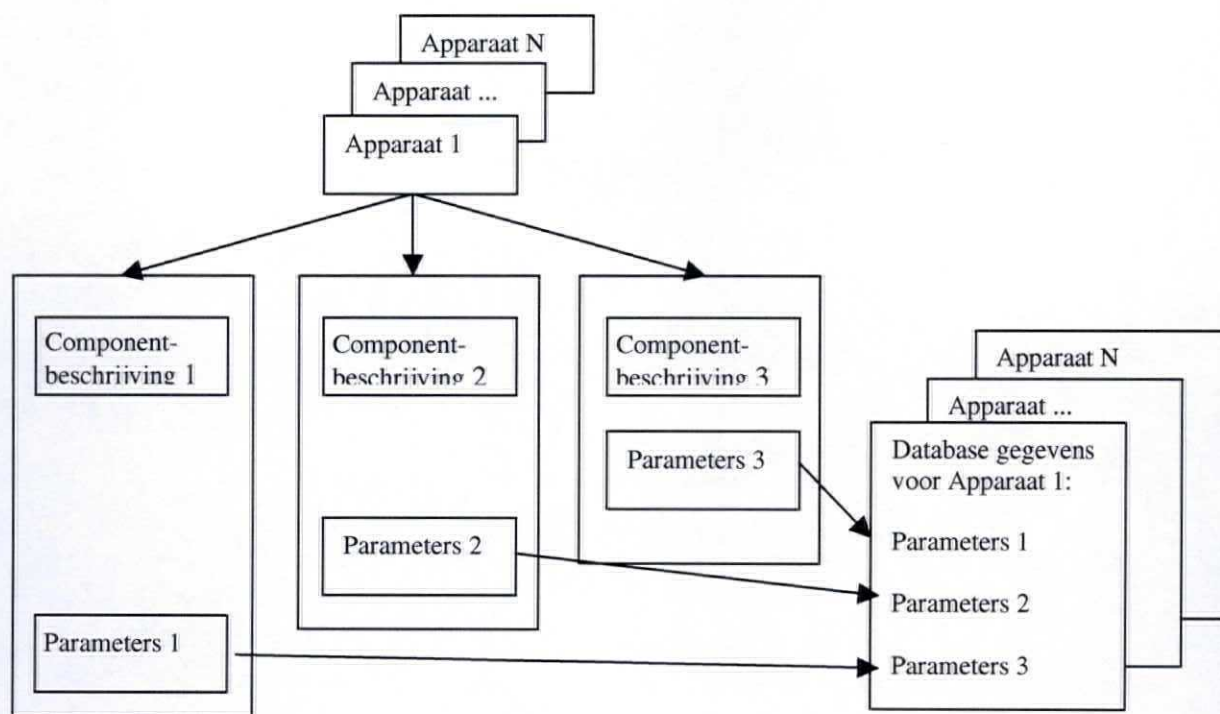 Apparaat N
Apparaat ...
Apparaat 1
Component-
beschrijving 1
Component-
beschrijving 2
Component-
beschrijving 3
Parameters 3
Parameters 2
Parameters 1
Apparaat N
Apparaat ...
Database gegevens
voor Apparaat 1:
Parameters 1
Parameters 2
Parameters 3